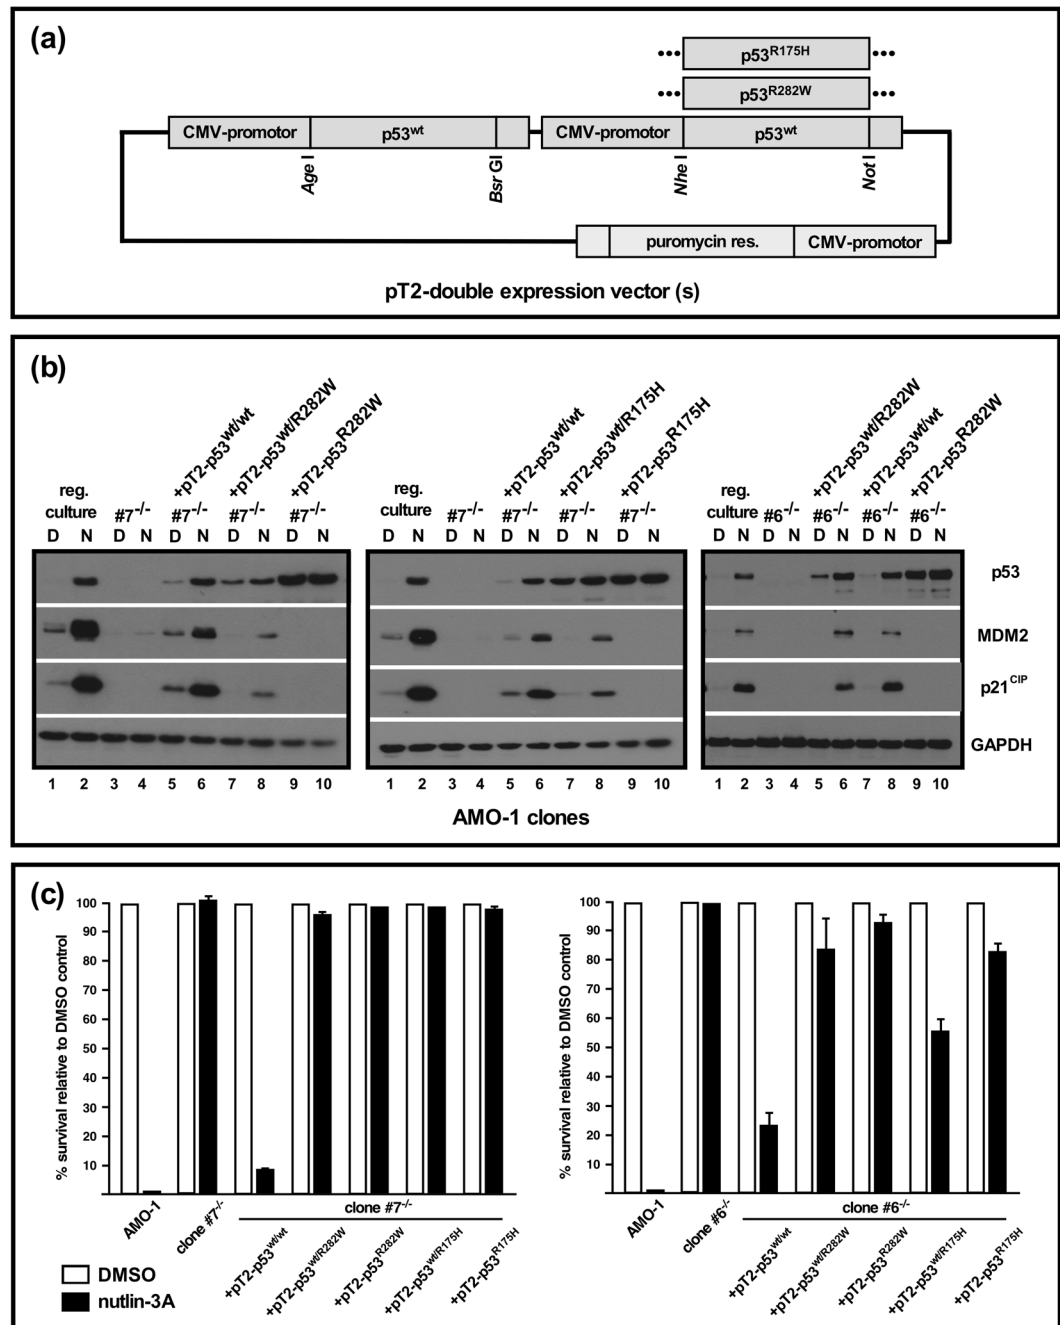 (a)
p53R175H
p53R282W
CMV-promotor p53wt CMV-promotor p53wt
Age I Bsr GI Nhe I Not I
puromycin res. CMV-promotor
pT2-double expression vector (s)
(b)
+pT2-p53wt/wt +pT2-p53wt/R282W +pT2-p53R282W +pT2-p53wt/wt +pT2-p53wt/R175H +pT2-p53R175H +pT2-p53wt/R282W +pT2-p53wt/wt +pT2-p53R282W
reg. reg. reg.
culture #7-/- #7-/- #7-/- #7-/- culture #7-/- #7-/- #7-/- #7-/- culture #6-/- #6-/- #6-/- #6-/-
D N D N D N D N D N D N D N D N D N D N D N D N D N D N D N
p53
MDM2
p21CIP
GAPDH
1 2 3 4 5 6 7 8 9 10 1 2 3 4 5 6 7 8 9 10 1 2 3 4 5 6 7 8 9 10
AMO-1 clones
(c)
% survival relative to DMSO control
100
90
80
70
60
50
40
30
20
10
AMO-1 clone #7-/- clone #7-/-
+pT2-p53wt/wt +pT2-p53wt/R282W +pT2-p53R282W +pT2-p53wt/R175H +pT2-p53R175H
% survival relative to DMSO control
100
90
80
70
60
50
40
30
20
10
AMO-1 clone #6-/- clone #6-/-
+pT2-p53wt/wt +pT2-p53wt/R282W +pT2-p53R282W +pT2-p53wt/R175H +pT2-p53R175H
DMSO
nutlin-3A